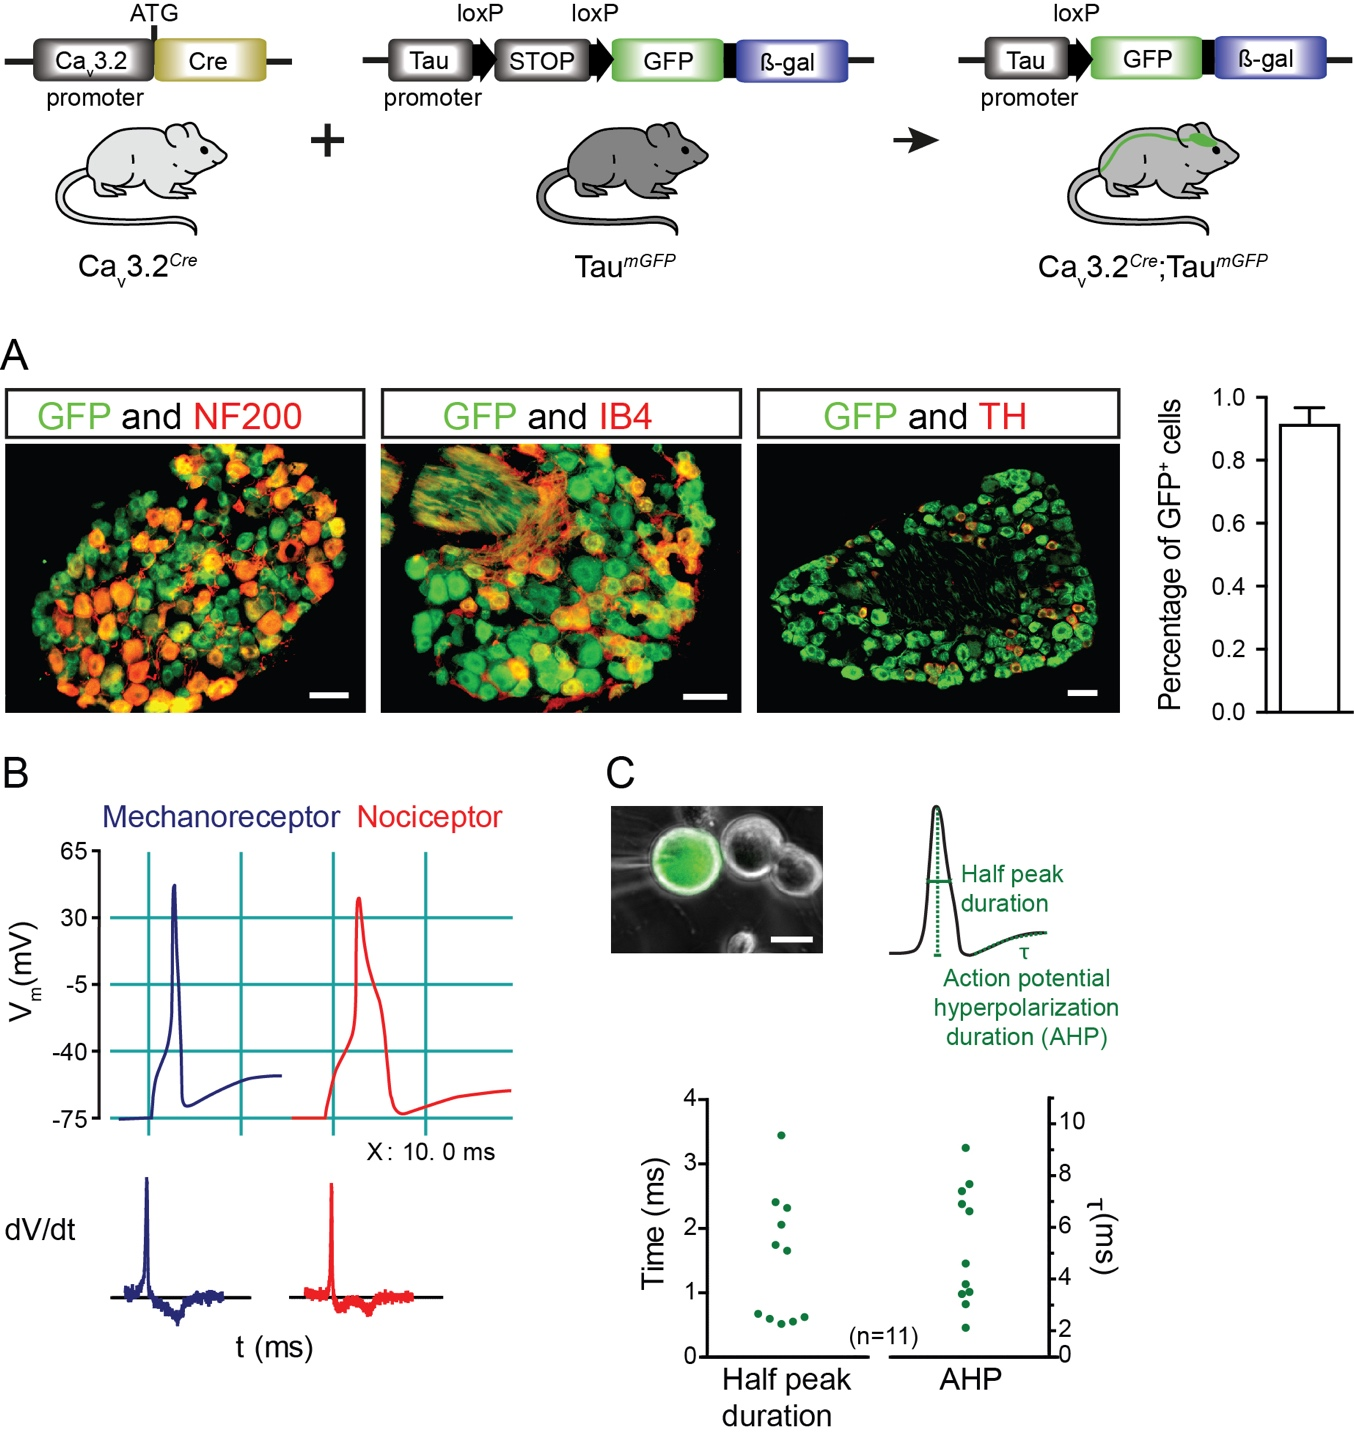 ATG
loxP
loxP
loxP
Cav3.2
Cre
Tau
STOP
GFP
ß-gal
Tau
GFP
ß-gal
promoter
promoter
promoter
+
Cav3.2Cre
TaumGFP
Cav3.2Cre;TaumGFP
A
GFP and NF200
GFP and IB4
GFP and TH
Percentage of GFP+ cells
1.0
0.8
0.6
0.4
0.2
0.0
B
Mechanoreceptor
Nociceptor
Vm(mV)
65
30
-5
-40
-75
X: 10. 0 ms
dV/dt
t (ms)
C
Half peak
duration
τ
Action potential
hyperpolarization
duration (AHP)
Time (ms)
4
3
2
1
0
(n=11)
10
8
6
4
2
0
τ(ms)
Half peak
duration
AHP